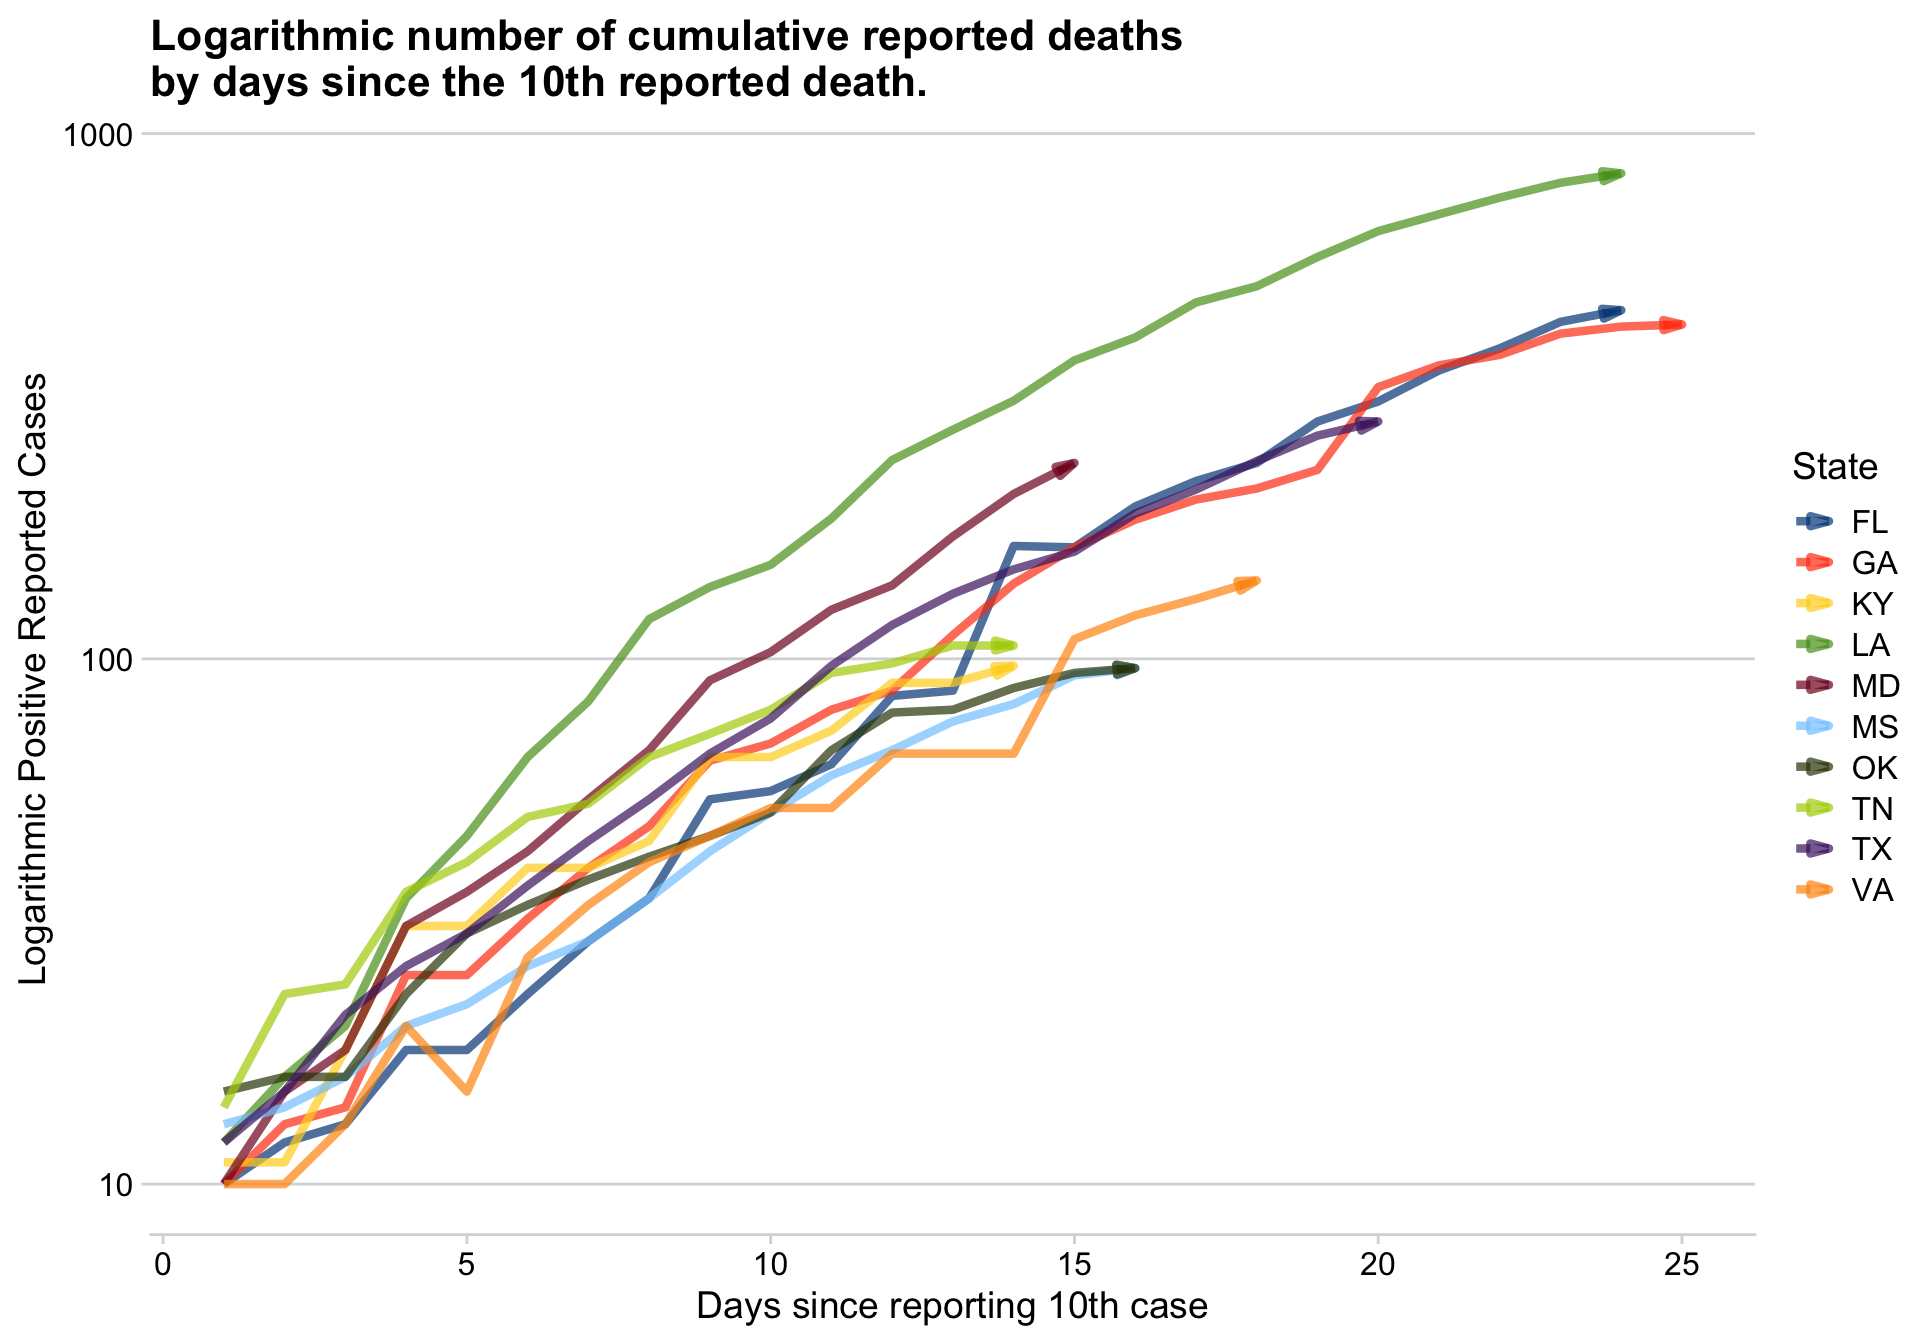 Logarithmic number of cumulative reported deaths
by days since the 10th reported death.
1000
100
10
Logarithmic Positive Reported Cases
0 5 10 15 20 25
Days since reporting 10th case
State
FL
GA
KY
LA
MD
MS
OK
TN
TX
VA